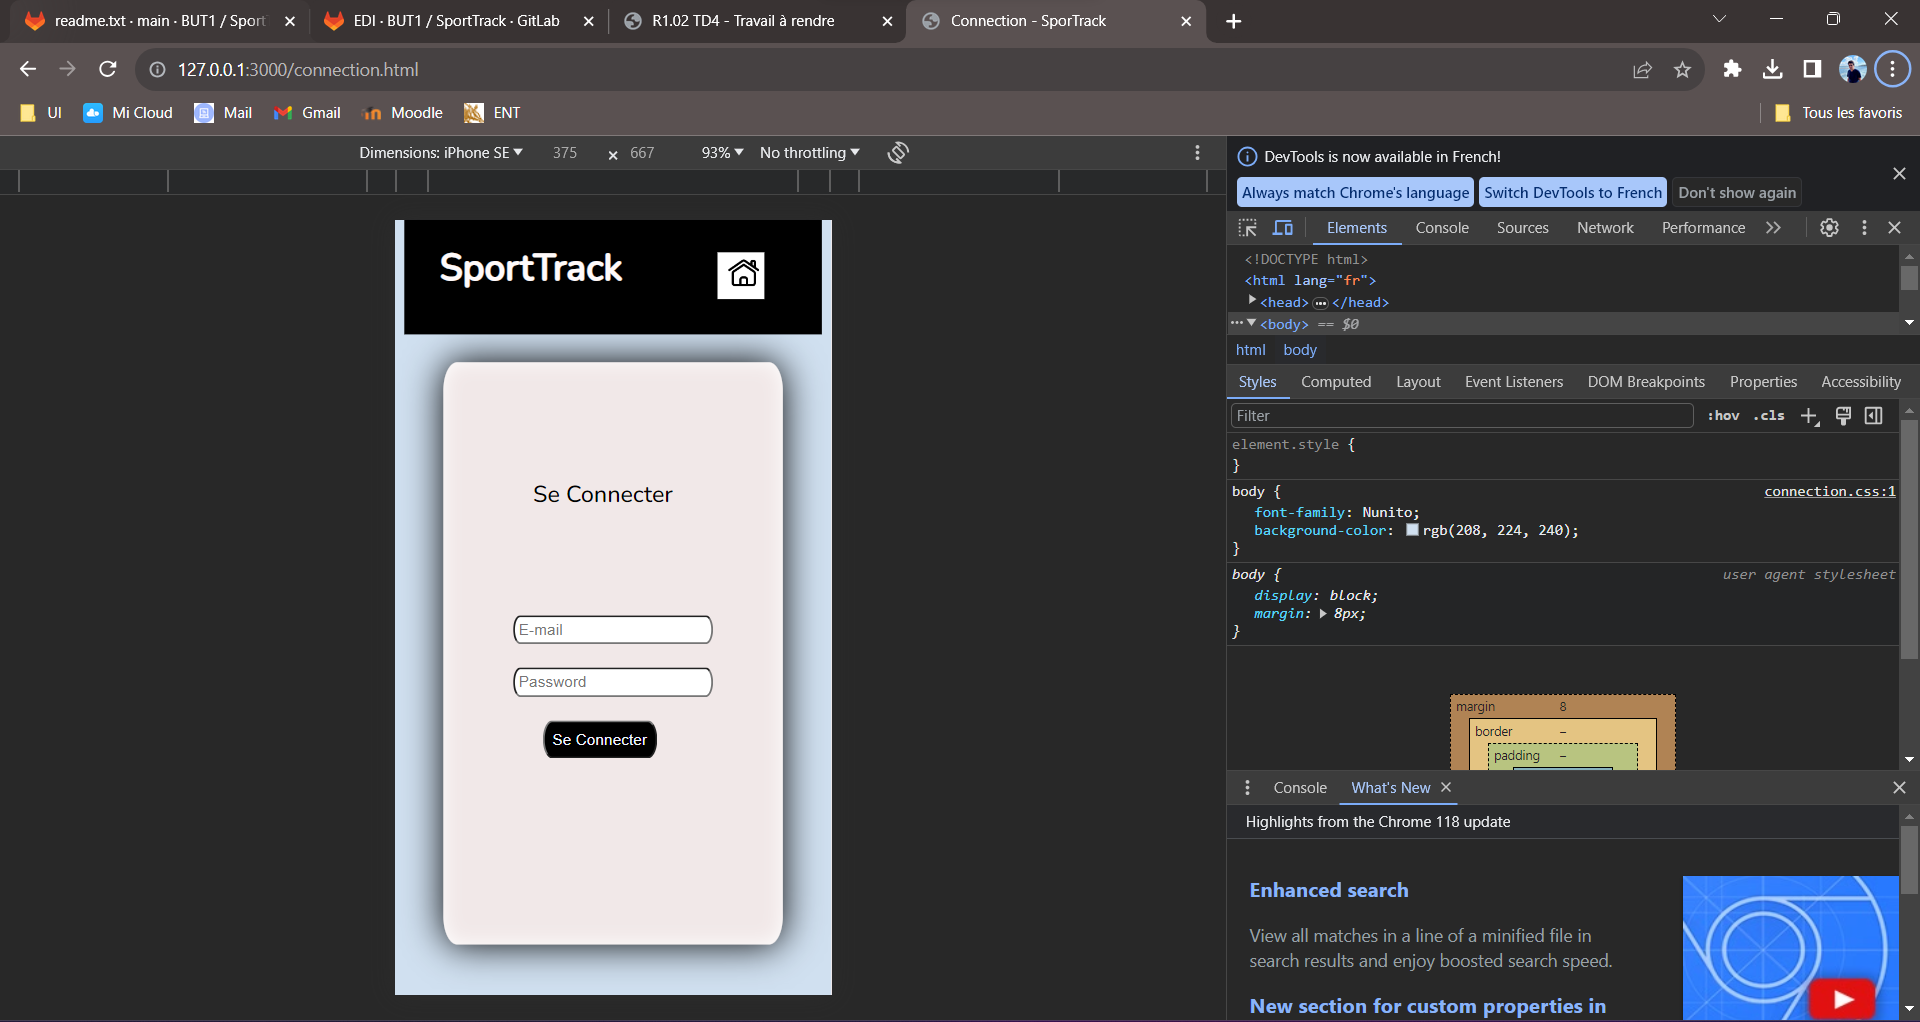 readme.txt · main · BUT1 / Sport
EDI · BUT1 / SportTrack · GitLab
R1.02 TD4 - Travail à rendre
Connection - SporTrack
127.0.0.1:3000/connection.html
UI
Mi Cloud
Mail
Gmail
Moodle
ENT
Tous les favoris
Dimensions: iPhone SE
375
×
667
93%
No throttling
DevTools is now available in French!
Always match Chrome's language
Switch DevTools to French
Don't show again
Elements
Console
Sources
Network
Performance
<!DOCTYPE html>
<html lang="fr">
<head> ... </head>
... <body> == $0
html
body
Styles
Computed
Layout
Event Listeners
DOM Breakpoints
Properties
Accessibility
Filter
:hov
.cls
element.style {
}
body {
connection.css:1
font-family: Nunito;
background-color: rgb(208, 224, 240);
}
body {
user agent stylesheet
display: block;
margin: 8px;
}
margin
8
border
–
padding
–
Console
What's New
Highlights from the Chrome 118 update
Enhanced search
View all matches in a line of a minified file in
search results and enjoy boosted search speed.
New section for custom properties in
SportTrack
Se Connecter
E-mail
Password
Se Connecter